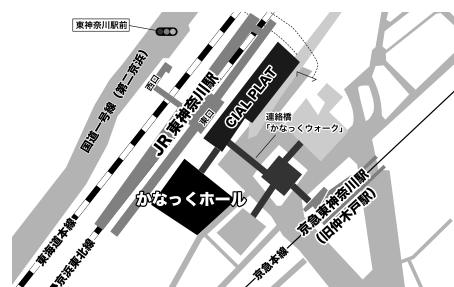 東神奈川駅前
国道一号線（第二京浜）
西口
JR東神奈川駅
東口
CIAL PLAT
連絡橋
「かなっくウォーク」
かなっくホール
京急東神奈川駅
（旧仲木戸駅）
東海道本線
京浜東北線
京急本線